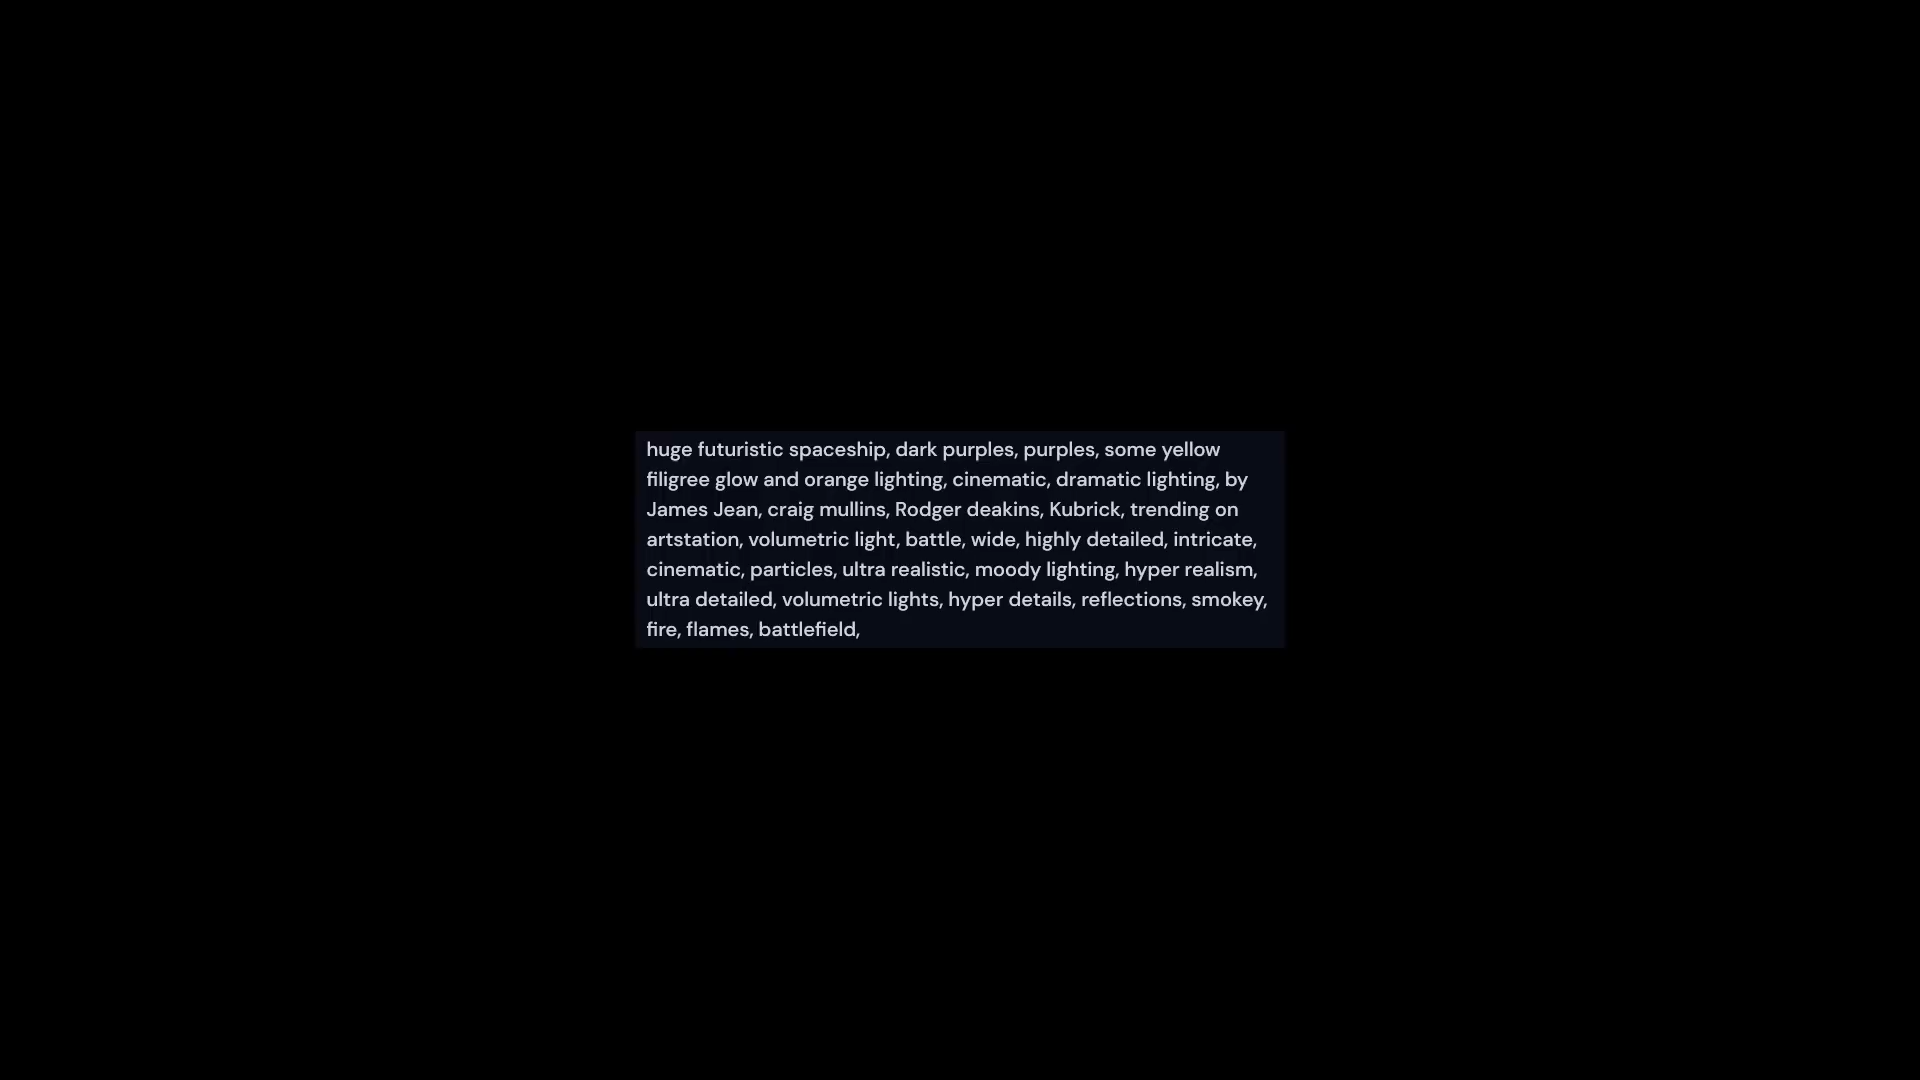 huge futuristic spaceship, dark purples, purples, some yellow
filigree glow and orange lighting, cinematic, dramatic lighting, by
James Jean, craig mullins, Rodger deakins, Kubrick, trending on
artstation, volumetric light, battle, wide, highly detailed, intricate,
cinematic, particles, ultra realistic, moody lighting, hyper realism,
ultra detailed, volumetric lights, hyper details, reflections, smokey,
fire, flames, battlefield,